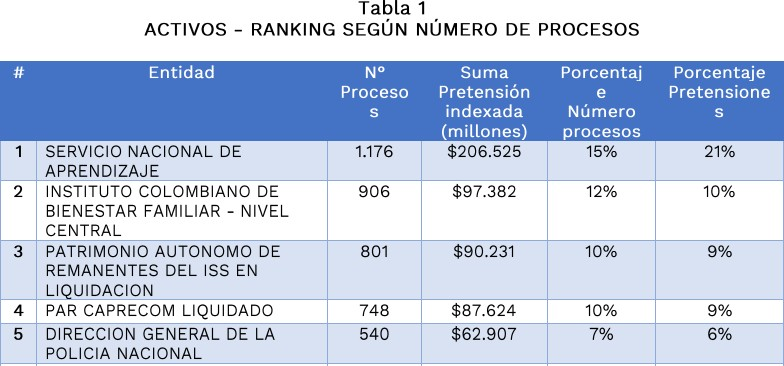 Tabla 1
ACTIVOS – RANKING SEGÚN NÚMERO DE PROCESOS
# Entidad N° Procesos Suma Pretensión indexada (millones) Porcentaje Número procesos Porcentaje Pretensiones
1 SERVICIO NACIONAL DE APRENDIZAJE 1.176 $206.525 15% 21%
2 INSTITUTO COLOMBIANO DE BIENESTAR FAMILIAR – NIVEL CENTRAL 906 $97.382 12% 10%
3 PATRIMONIO AUTONOMO DE REMANENTES DEL ISS EN LIQUIDACION 801 $90.231 10% 9%
4 PAR CAPRECOM LIQUIDADO 748 $87.624 10% 9%
5 DIRECCION GENERAL DE LA POLICIA NACIONAL 540 $62.907 7% 6%